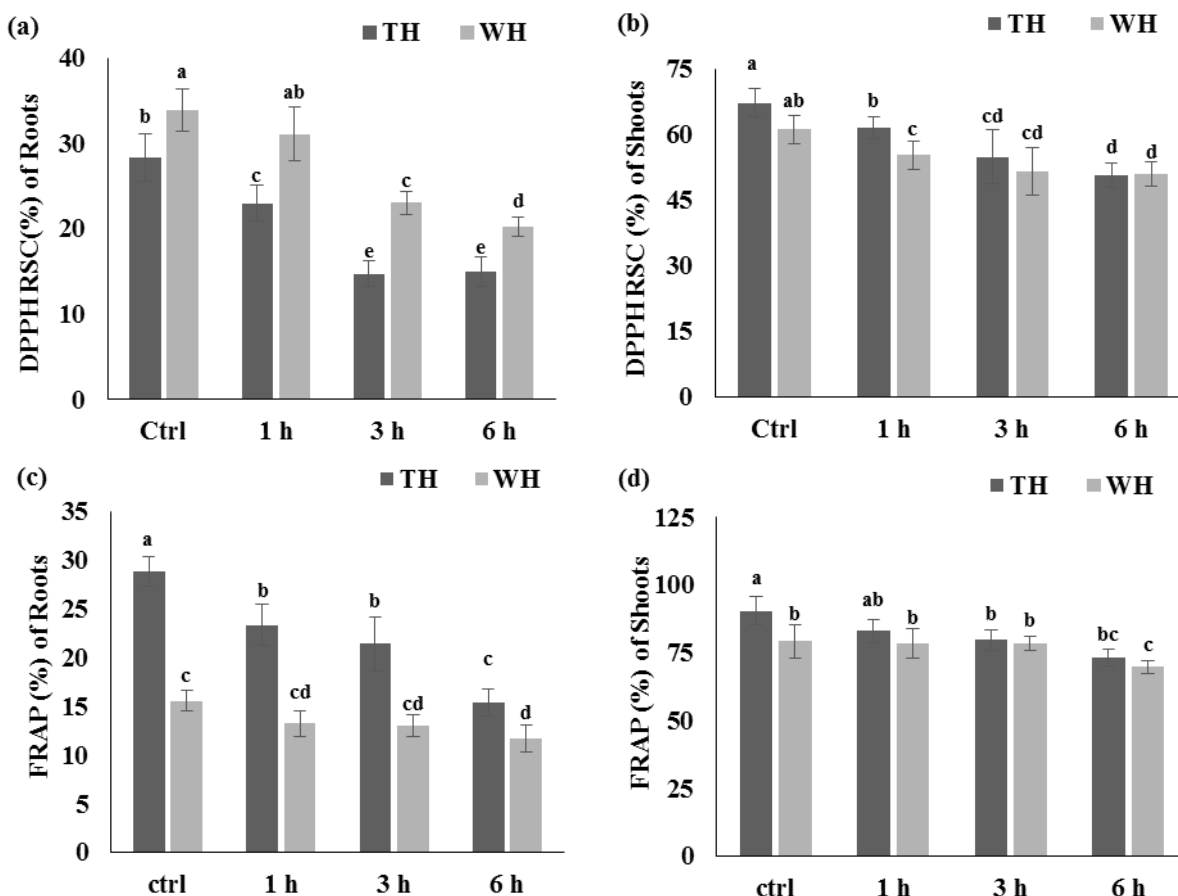 (a)
TH WH
DPPH RSC(%) of Roots
40
30
20
10
0
b a c ab e c e d
Ctrl 1 h 3 h 6 h
(b)
TH WH
DPPH RSC (%) of Shoots
75
60
45
30
15
0
a ab b c cd cd d d
Ctrl 1 h 3 h 6 h
(c)
TH WH
FRAP (%) of Roots
35
30
25
20
15
10
5
0
a c b cd b cd c d
ctrl 1 h 3 h 6 h
(d)
TH WH
FRAP (%) of Shoots
125
100
75
50
25
0
a b ab b b b bc c
ctrl 1 h 3 h 6 h